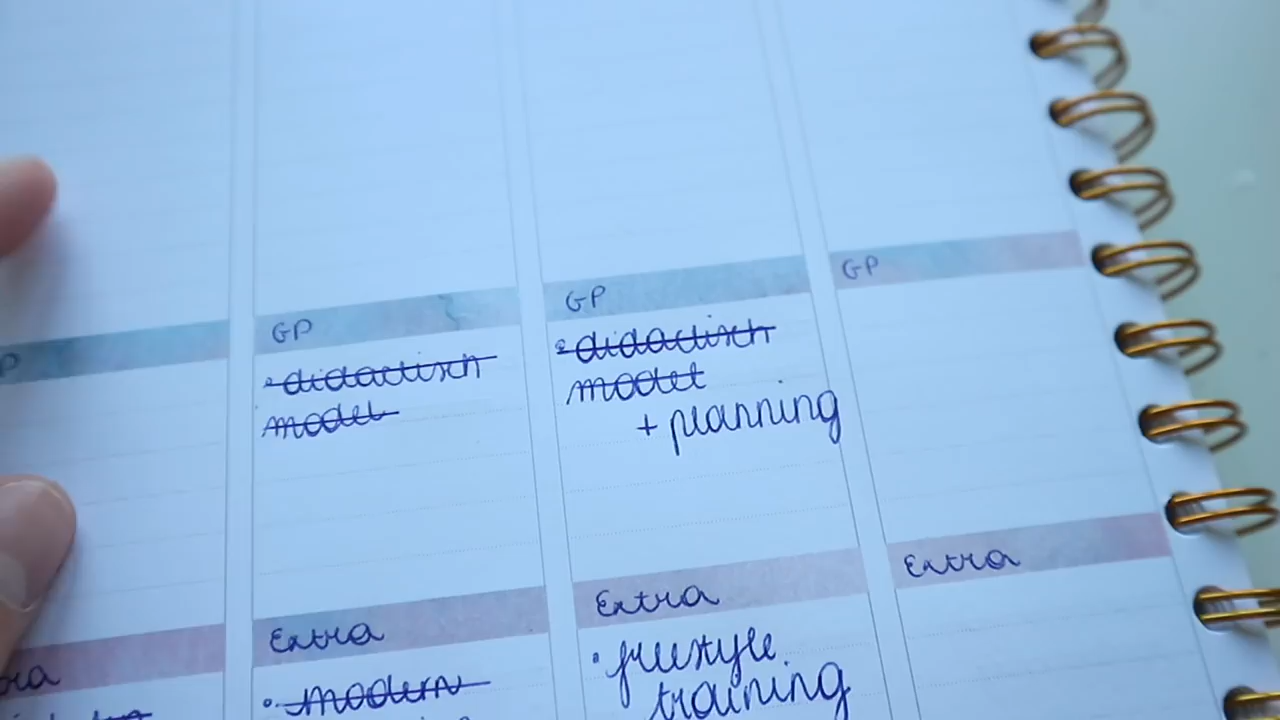 GP
• didactisch
model
GP
• didactisch
model
+ planning
GP
Extra
• modern
Extra
• freestyle
training
Extra